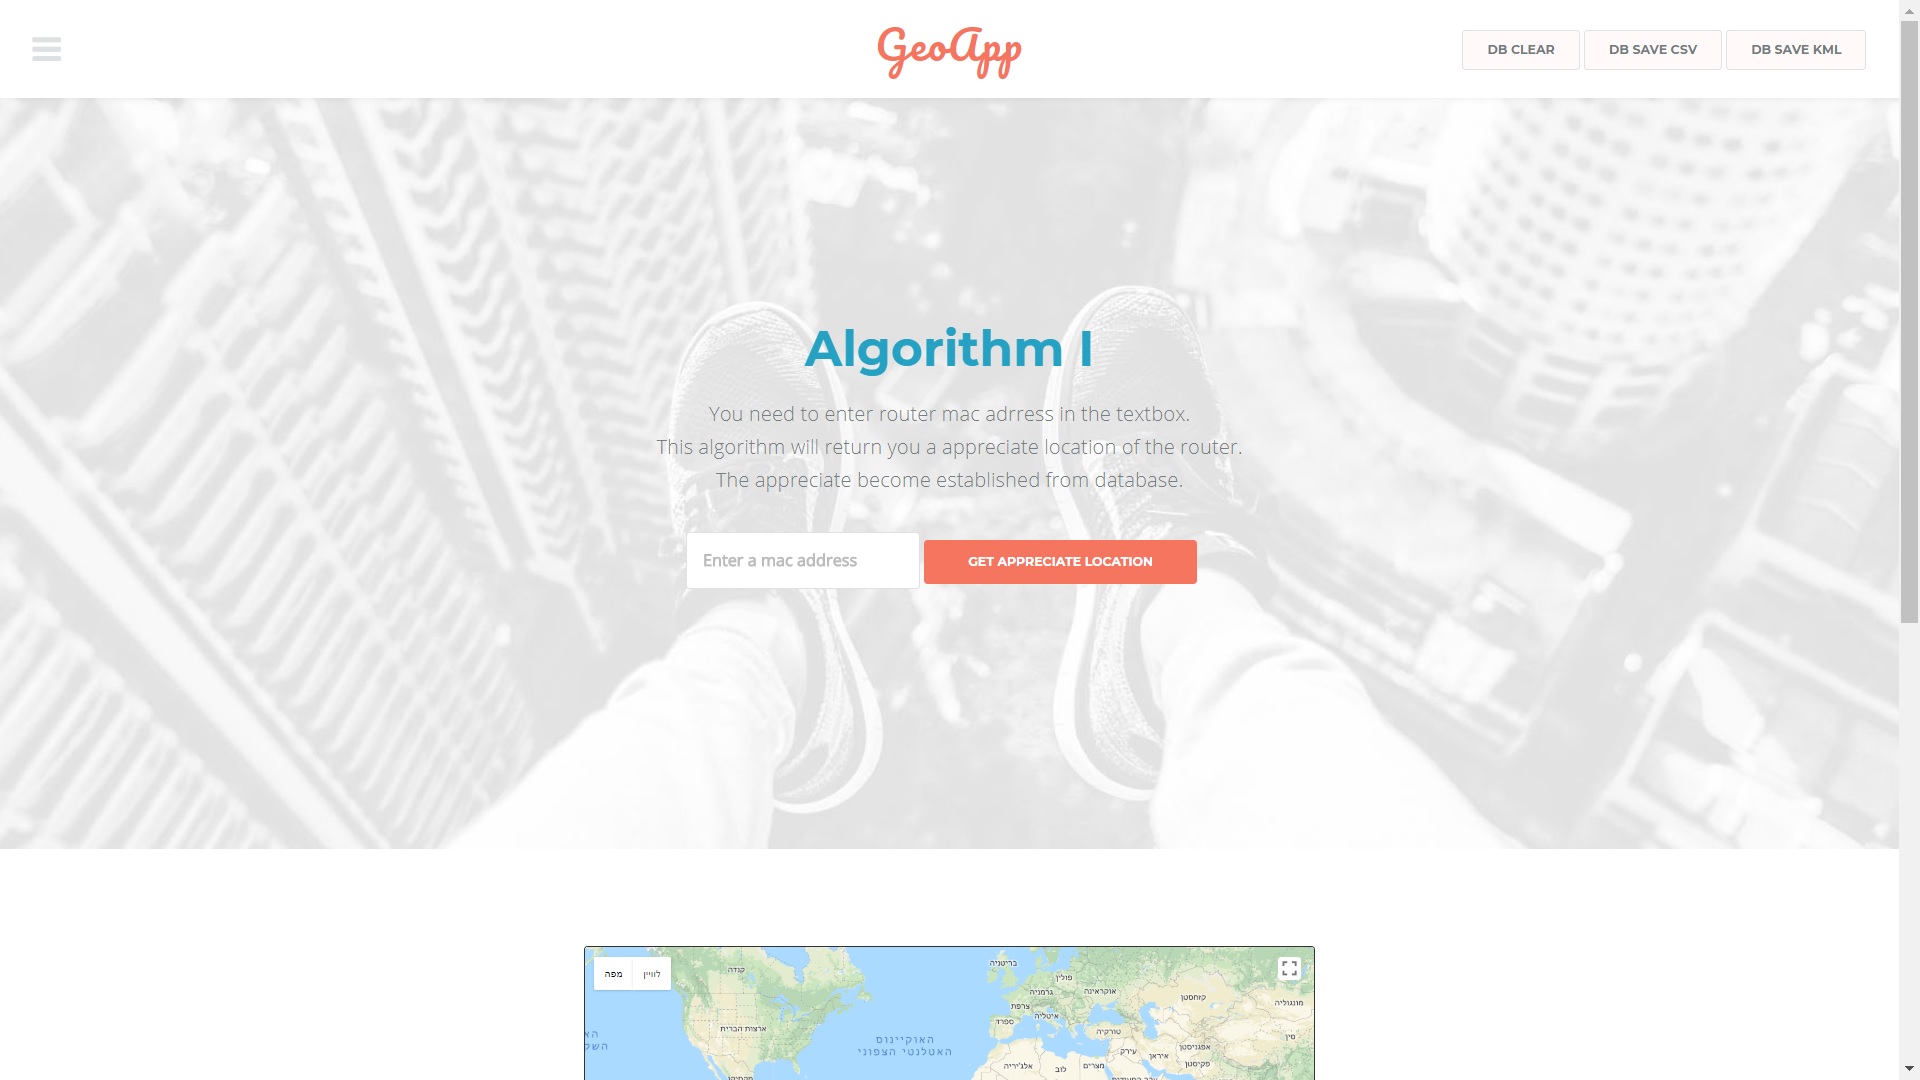 GeoApp
DB CLEAR
DB SAVE CSV
DB SAVE KML
Algorithm I
You need to enter router mac adrress in the textbox.
This algorithm will return you a appreciate location of the router.
The appreciate become established from database.
Enter a mac address
GET APPRECIATE LOCATION
מפה
לוויין
קנדה
ארצות הברית
האוקיינוס
האטלנטי הצפוני
בריטניה
פולין
גרמניה
אוקראינה
צרפת
איטליה
ספרד
טורקיה
קזחסטן
מונגוליה
סין
אפגניסטן
פקיסטן
איראן
עירק
מצרים
לוב
אלג'יריה